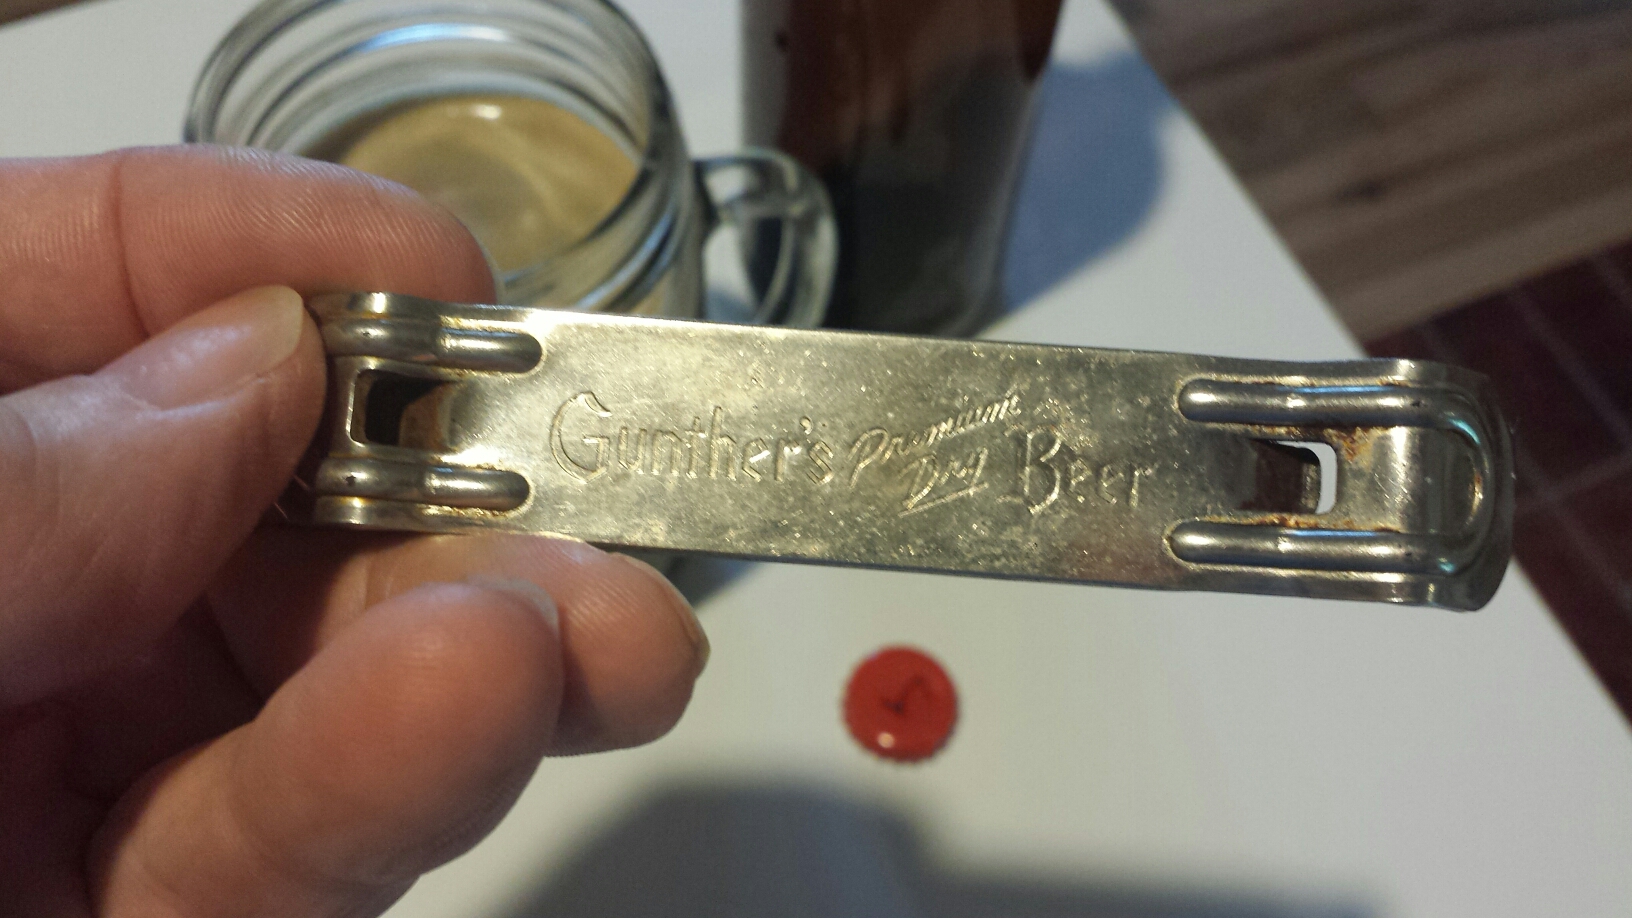 Gunther's Premium Dry Beer